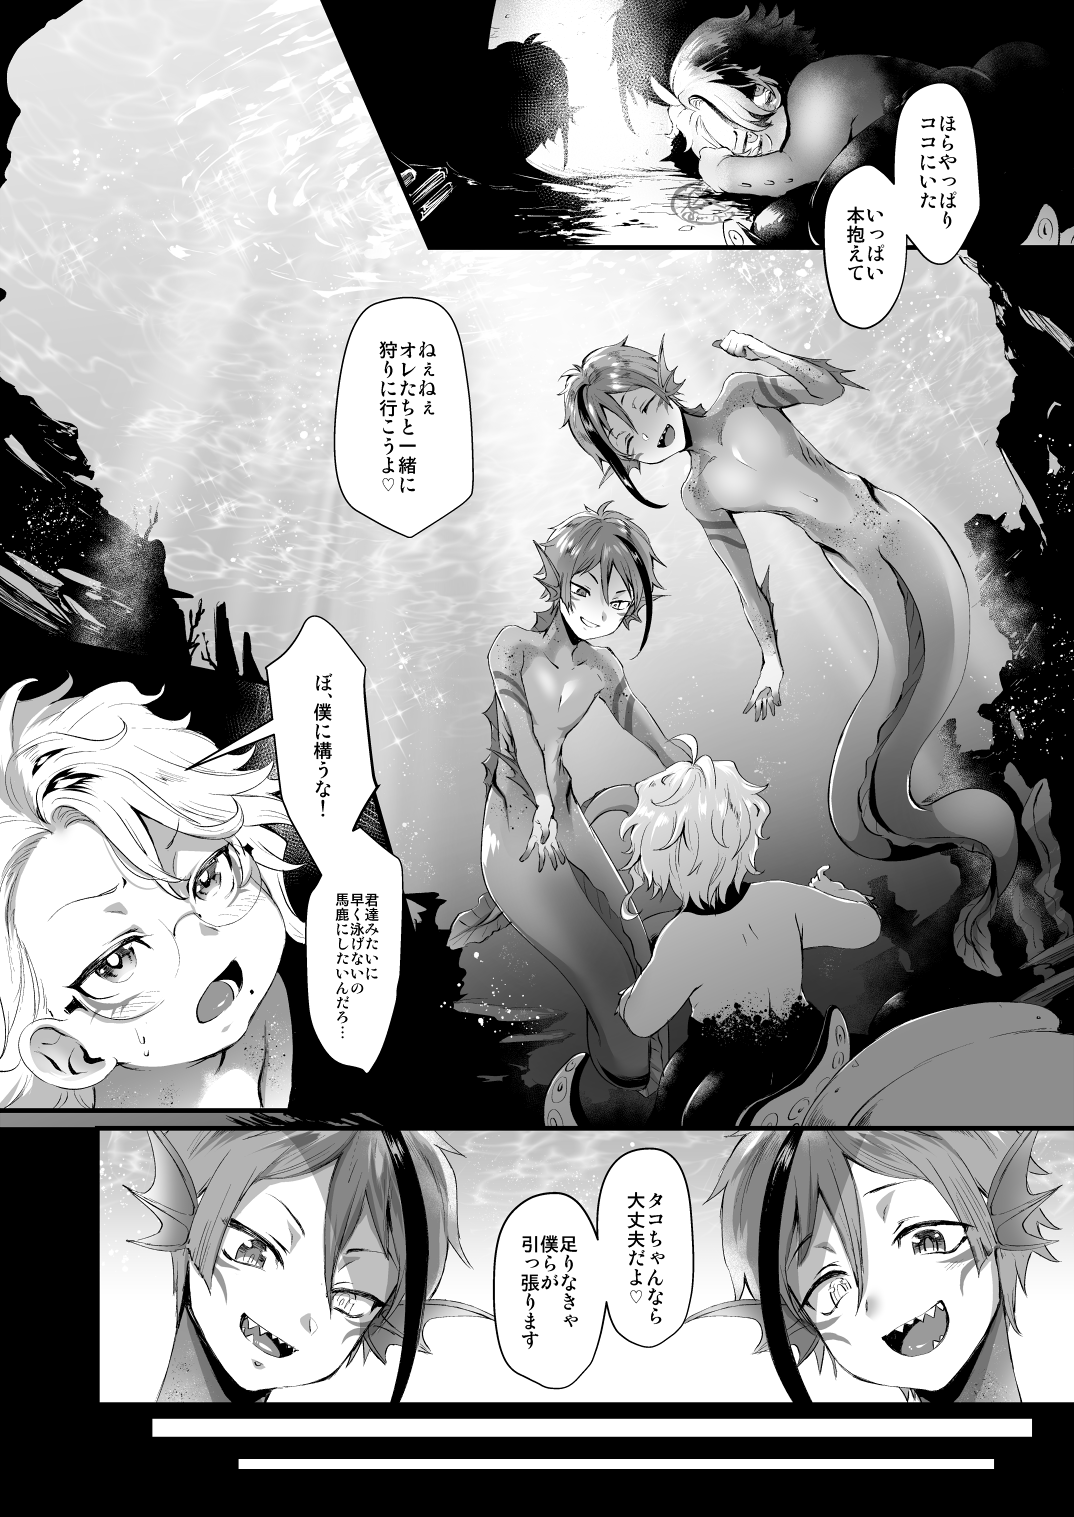 ほらやっぱり
ココにいた
いっぱい
本抱えて
ねぇねぇ
オレたちと一緒に
狩りに行こうよ♡
ぼ、僕に構うな！
君達みたいに
早く泳げないの
馬鹿にしたいんだろ…
タコちゃんなら
大丈夫だよ♡
足りなきゃ
僕らが
引っ張ります